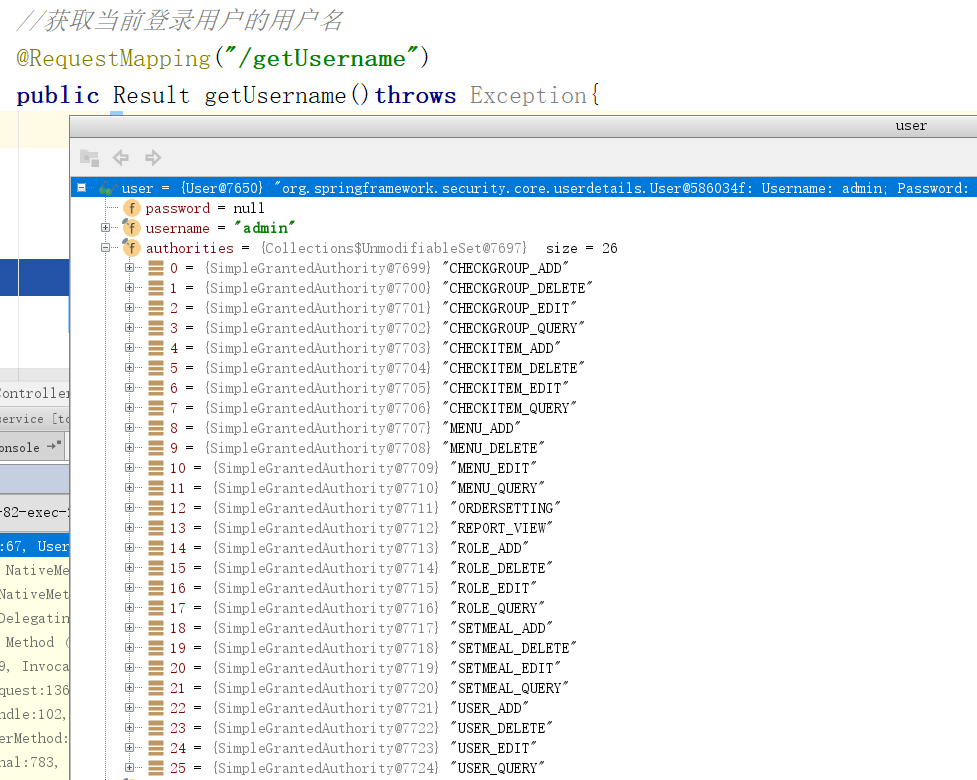 //获取当前登录用户的用户名
@RequestMapping("/getUsername")
public Result getUsername()throws Exception{
user
user = {User@7650} "org.springframework.security.core.userdetails.User@586034f: Username: admin; Password:
password = null
username = "admin"
authorities = {Collections$UnmodifiableSet@7697} size = 26
0 = {SimpleGrantedAuthority@7699} "CHECKGROUP_ADD"
1 = {SimpleGrantedAuthority@7700} "CHECKGROUP_DELETE"
2 = {SimpleGrantedAuthority@7701} "CHECKGROUP_EDIT"
3 = {SimpleGrantedAuthority@7702} "CHECKGROUP_QUERY"
4 = {SimpleGrantedAuthority@7703} "CHECKITEM_ADD"
5 = {SimpleGrantedAuthority@7704} "CHECKITEM_DELETE"
6 = {SimpleGrantedAuthority@7705} "CHECKITEM_EDIT"
7 = {SimpleGrantedAuthority@7706} "CHECKITEM_QUERY"
8 = {SimpleGrantedAuthority@7707} "MENU_ADD"
9 = {SimpleGrantedAuthority@7708} "MENU_DELETE"
10 = {SimpleGrantedAuthority@7709} "MENU_EDIT"
11 = {SimpleGrantedAuthority@7710} "MENU_QUERY"
12 = {SimpleGrantedAuthority@7711} "ORDERSETTING"
13 = {SimpleGrantedAuthority@7712} "REPORT_VIEW"
14 = {SimpleGrantedAuthority@7713} "ROLE_ADD"
15 = {SimpleGrantedAuthority@7714} "ROLE_DELETE"
16 = {SimpleGrantedAuthority@7715} "ROLE_EDIT"
17 = {SimpleGrantedAuthority@7716} "ROLE_QUERY"
18 = {SimpleGrantedAuthority@7717} "SETMEAL_ADD"
19 = {SimpleGrantedAuthority@7718} "SETMEAL_DELETE"
20 = {SimpleGrantedAuthority@7719} "SETMEAL_EDIT"
21 = {SimpleGrantedAuthority@7720} "SETMEAL_QUERY"
22 = {SimpleGrantedAuthority@7721} "USER_ADD"
23 = {SimpleGrantedAuthority@7722} "USER_DELETE"
24 = {SimpleGrantedAuthority@7723} "USER_EDIT"
25 = {SimpleGrantedAuthority@7724} "USER_QUERY"
Controller
service [to
onsole
-82-exec-
:67, User
NativeMe
NativeMet
Delegatin
Method (
9, Invoca
quest:136
ndle:102,
erMethod:
nal:783,